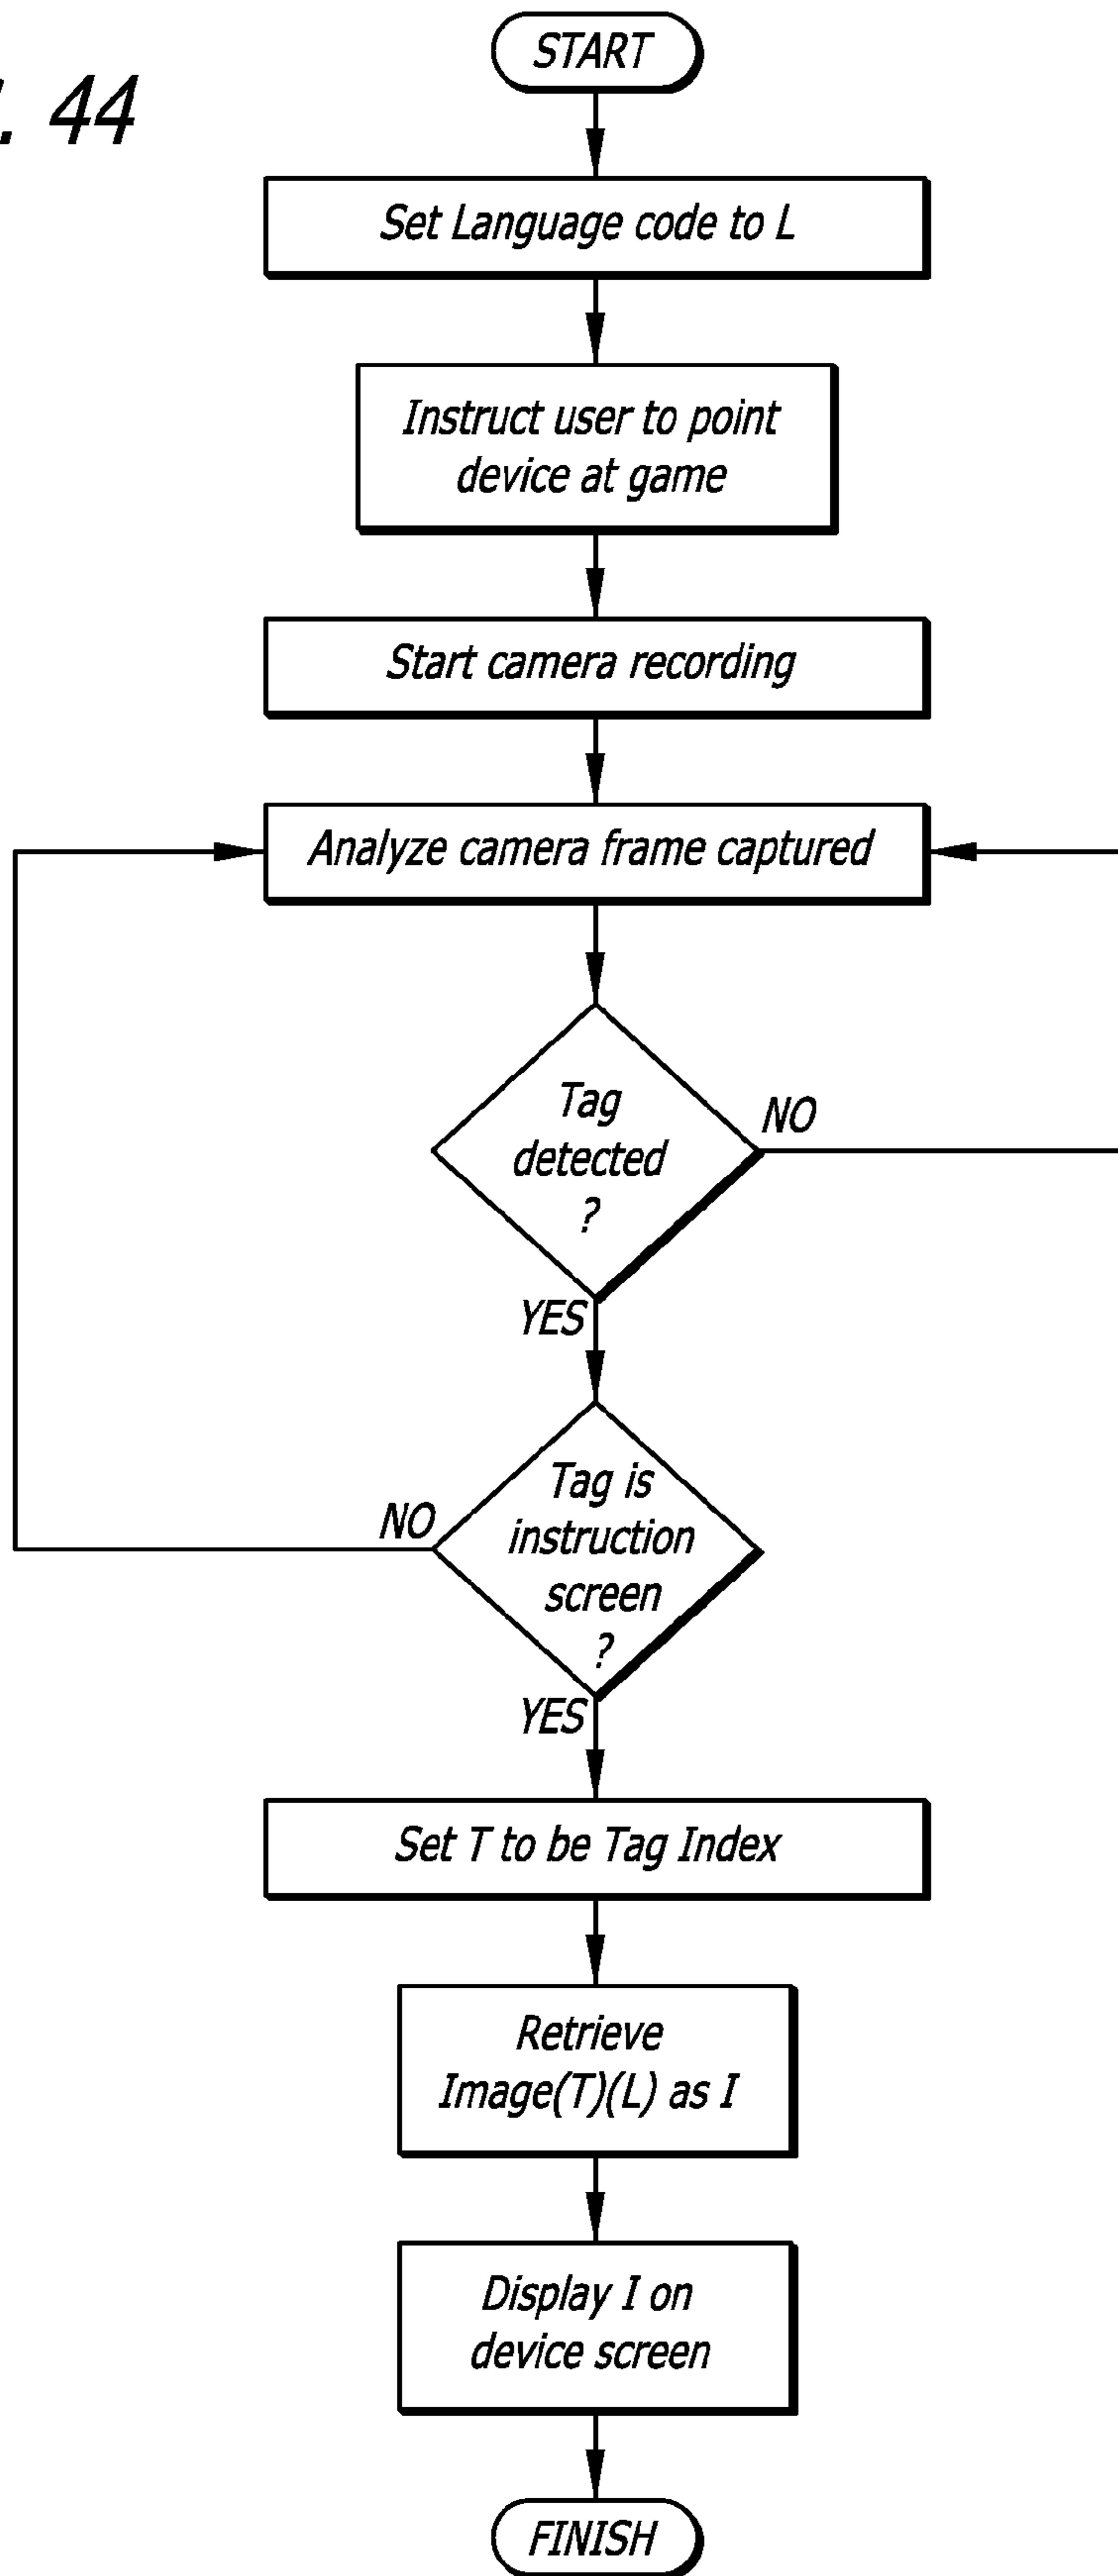 START
. 44
Set Language code to L
Instruct user to point
device at game
Start camera recording
Analyze camera frame captured
Tag
detected
?
NO
YES
Tag is
instruction
screen
?
NO
YES
Set T to be Tag Index
Retrieve
Image(T)(L) as I
Display I on
device screen
FINISH